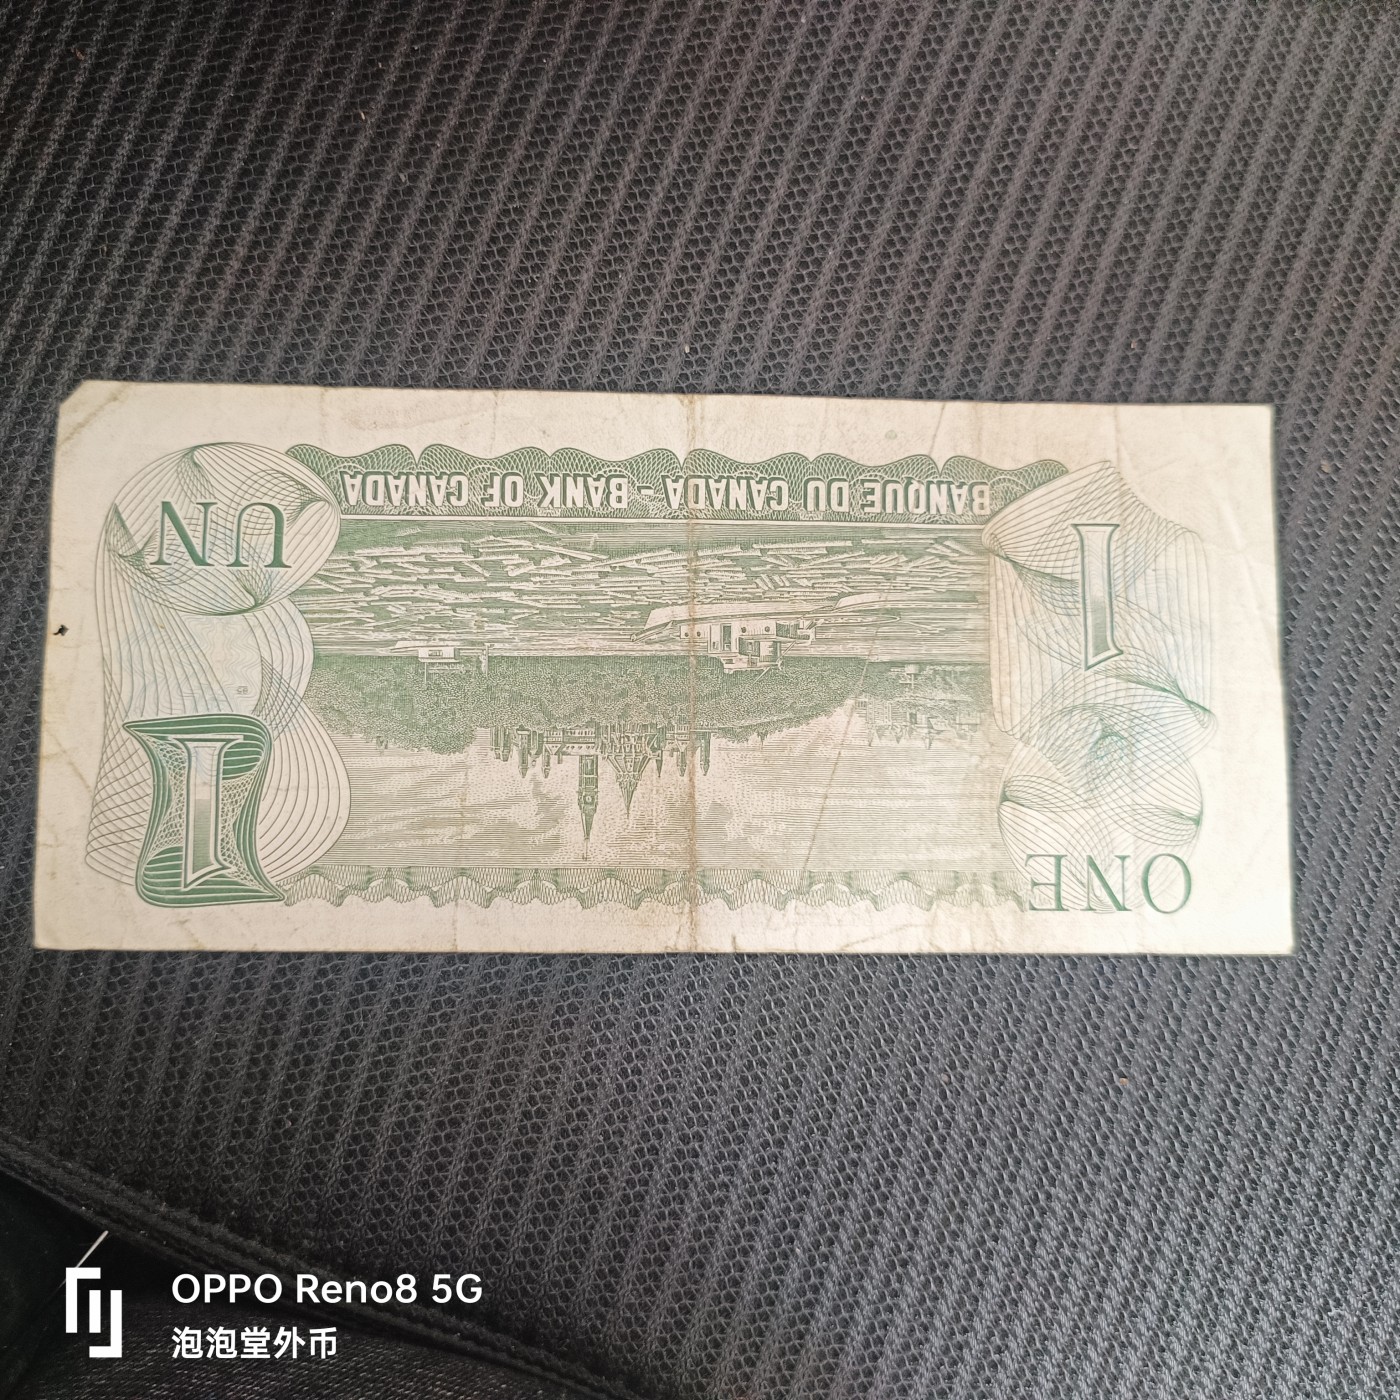 BANQUE DU CANADA - BANK OF CANADA
UN
1
1
ONE
OPPO Reno8 5G
泡泡堂外币